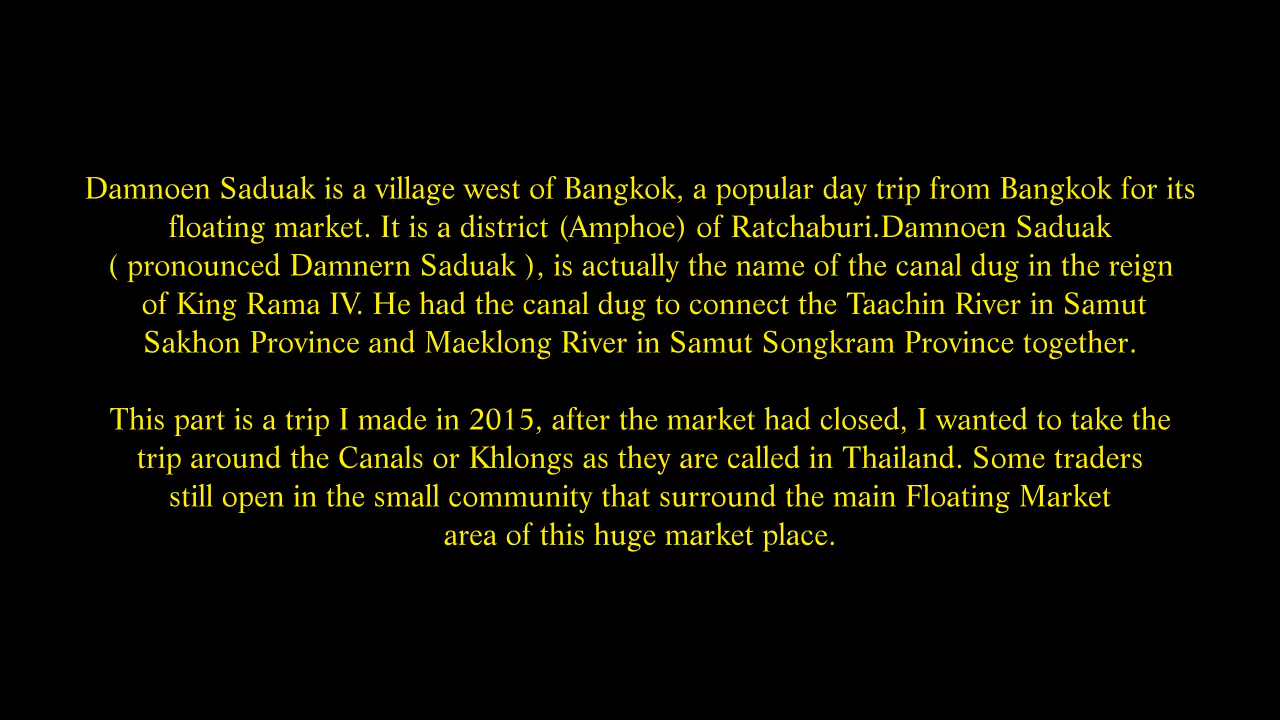 Damnoen Saduak is a village west of Bangkok, a popular day trip from Bangkok for its
floating market. It is a district (Amphoe) of Ratchaburi.Damnoen Saduak
( pronounced Damnern Saduak ), is actually the name of the canal dug in the reign
of King Rama IV. He had the canal dug to connect the Taachin River in Samut
Sakhon Province and Maeklong River in Samut Songkram Province together.
This part is a trip I made in 2015, after the market had closed, I wanted to take the
trip around the Canals or Khlongs as they are called in Thailand. Some traders
still open in the small community that surround the main Floating Market
area of this huge market place.